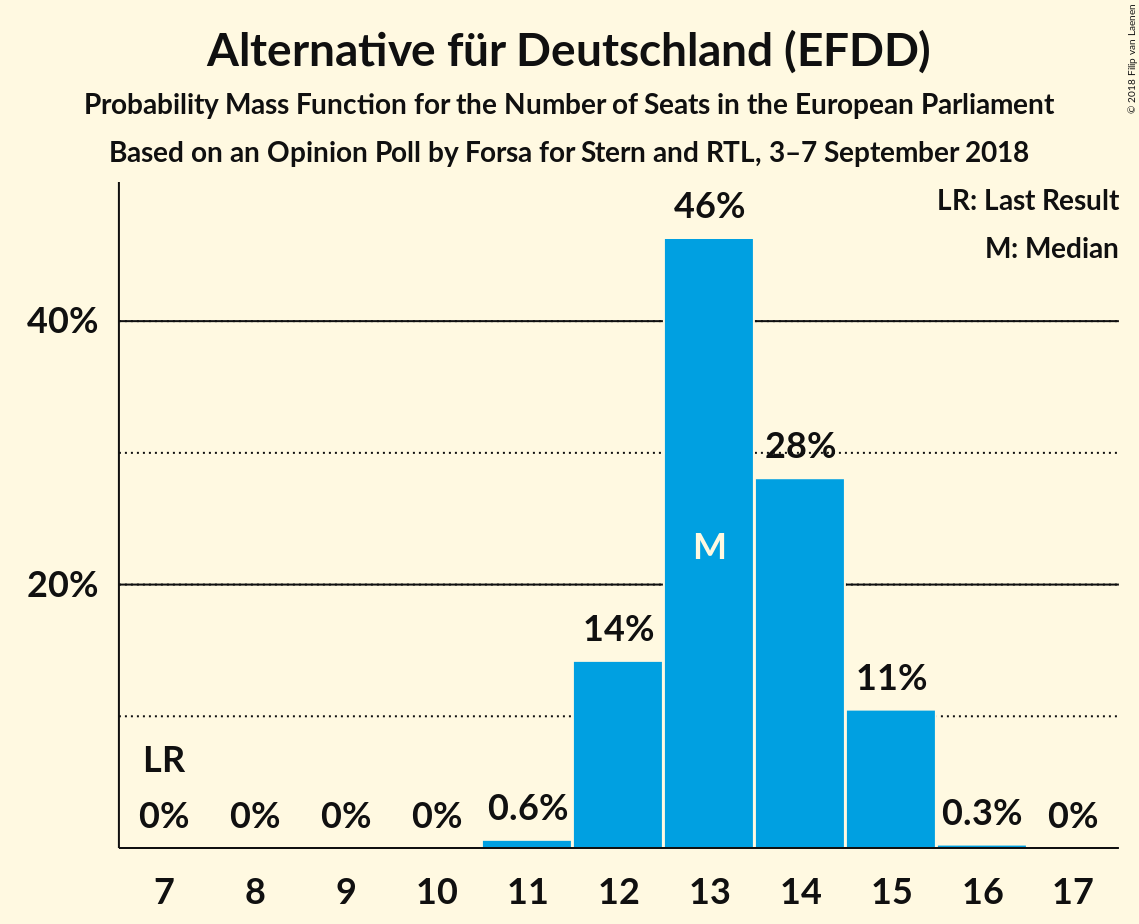 Alternative für Deutschland (EFDD)
Probability Mass Function for the Number of Seats in the European Parliament
Based on an Opinion Poll by Forsa for Stern and RTL, 3–7 September 2018
© 2018 Filip van Laenen
LR: Last Result
M: Median
46%
40%
28%
M
20%
14%
11%
LR
0%
0%
0%
0%
0.6%
0.3%
0%
7 8 9 10 11 12 13 14 15 16 17